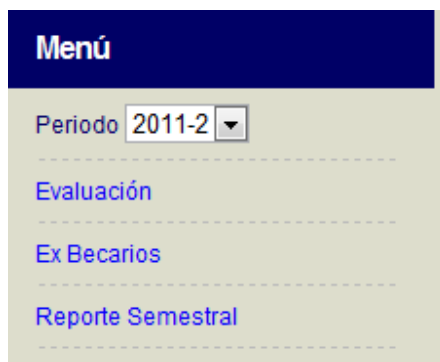 Menú
Periodo 2011-2
Evaluación
Ex Becarios
Reporte Semestral